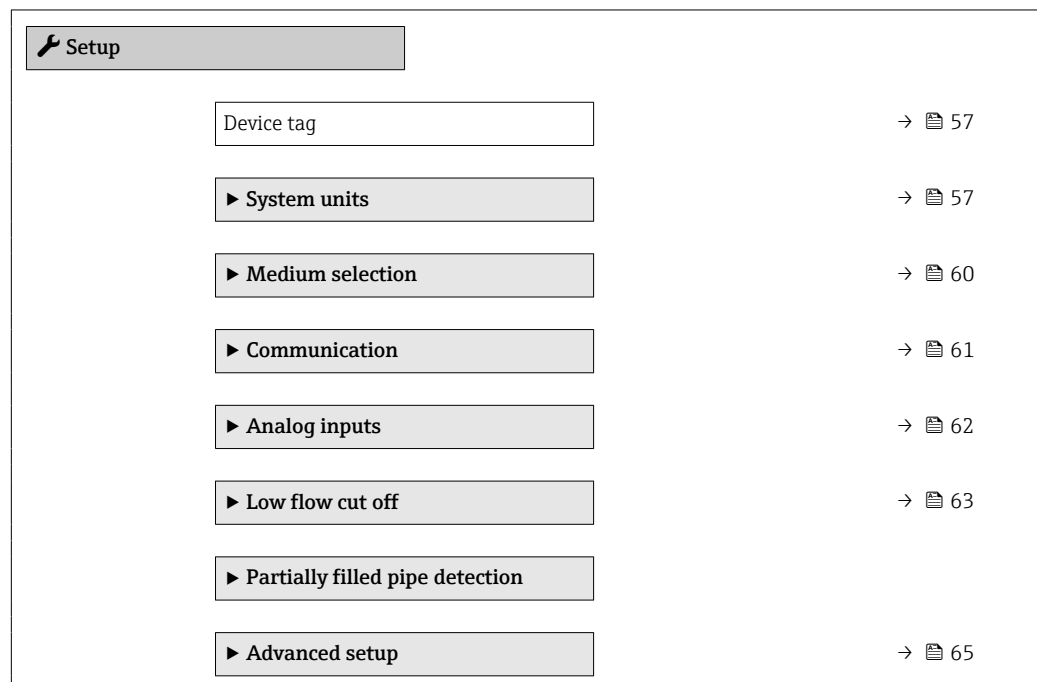 Setup
Device tag → 57
▶ System units → 57
▶ Medium selection → 60
▶ Communication → 61
▶ Analog inputs → 62
▶ Low flow cut off → 63
▶ Partially filled pipe detection
▶ Advanced setup → 65